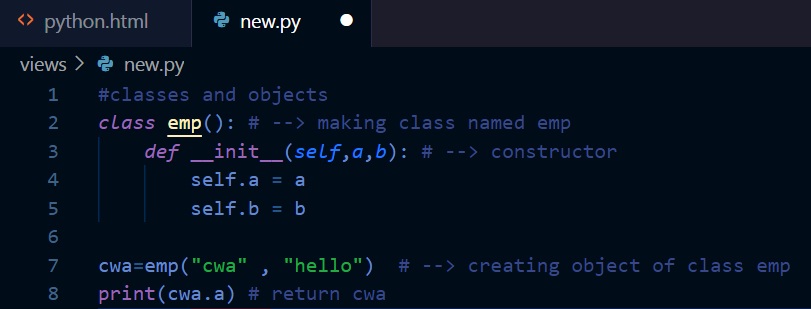 <> python.html new.py ●
views > new.py
1 #classes and objects
2 class emp(): # --> making class named emp
3 def __init__(self,a,b): # --> constructor
4 self.a = a
5 self.b = b
6
7 cwa=emp("cwa" , "hello")  # --> creating object of class emp
8 print(cwa.a) # return cwa